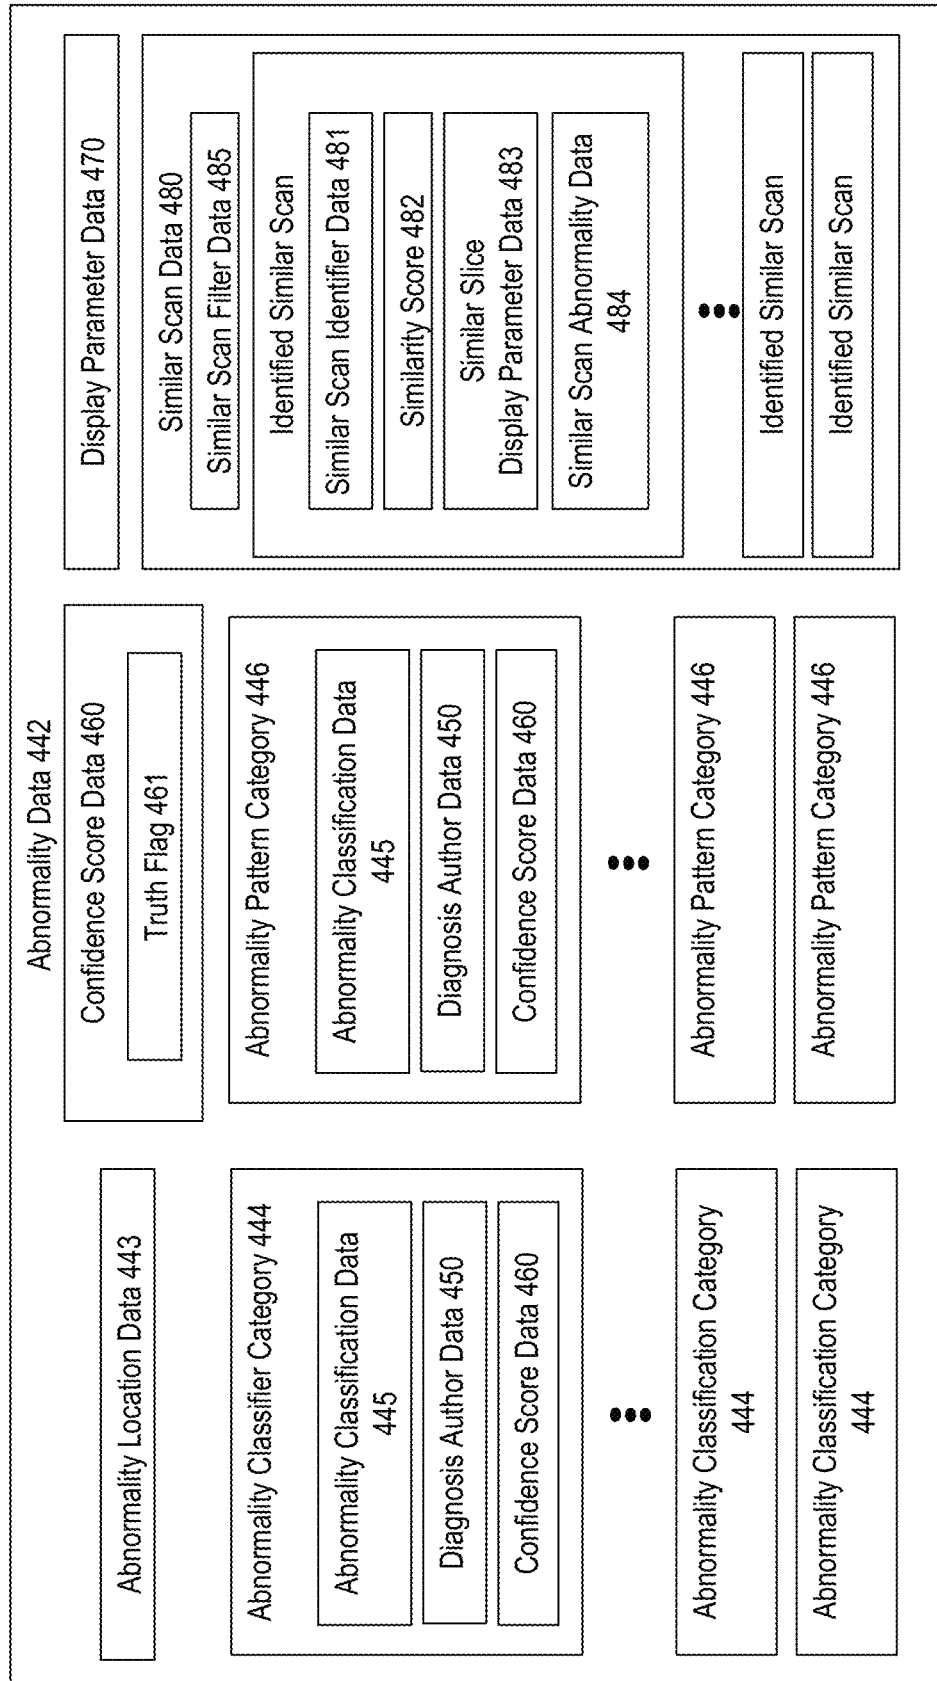 Abnormality Data 442
Abnormality Location Data 443
Abnormality Classifier Category 444
Abnormality Classification Data
445
Diagnosis Author Data 450
Confidence Score Data 460
•••
Abnormality Classification Category
444
Abnormality Classification Category
444
Confidence Score Data 460
Truth Flag 461
Abnormality Pattern Category 446
Abnormality Classification Data
445
Diagnosis Author Data 450
Confidence Score Data 460
•••
Abnormality Pattern Category 446
Abnormality Pattern Category 446
Display Parameter Data 470
Similar Scan Data 480
Similar Scan Filter Data 485
Identified Similar Scan
Similar Scan Identifier Data 481
Similarity Score 482
Similar Slice
Display Parameter Data 483
Similar Scan Abnormality Data
484
•••
Identified Similar Scan
Identified Similar Scan